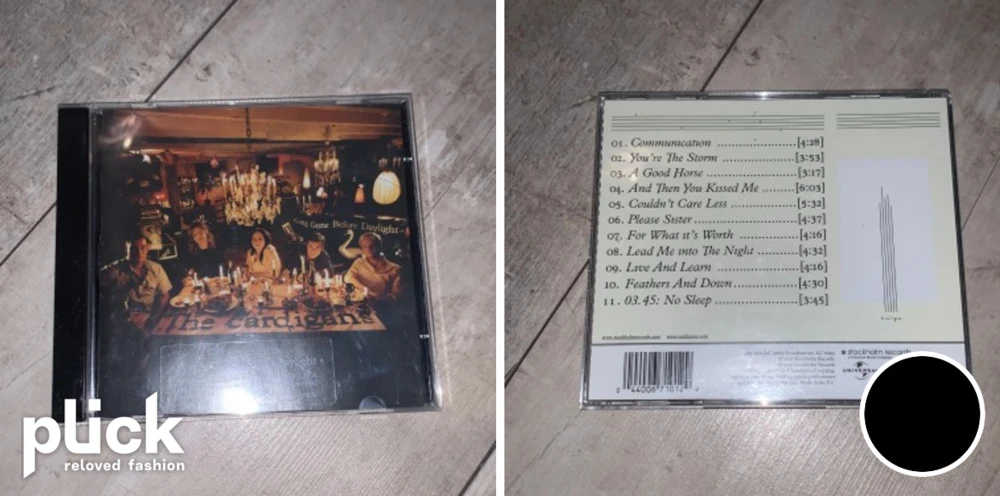 Long Gone Before Daylight
The Cardigans
plück
reloved fashion
01. Communication [4:28]
02. You're The Storm [3:53]
03. A Good Horse [3:17]
04. And Then You Kissed Me [6:03]
05. Couldn't Care Less [5:32]
06. Please Sister [4:37]
07. For What it's Worth [4:16]
08. Lead Me into The Night [4:32]
09. Live And Learn [4:16]
10. Feathers And Down [4:30]
11. 03.45: No Sleep [3:45]
stockholm records